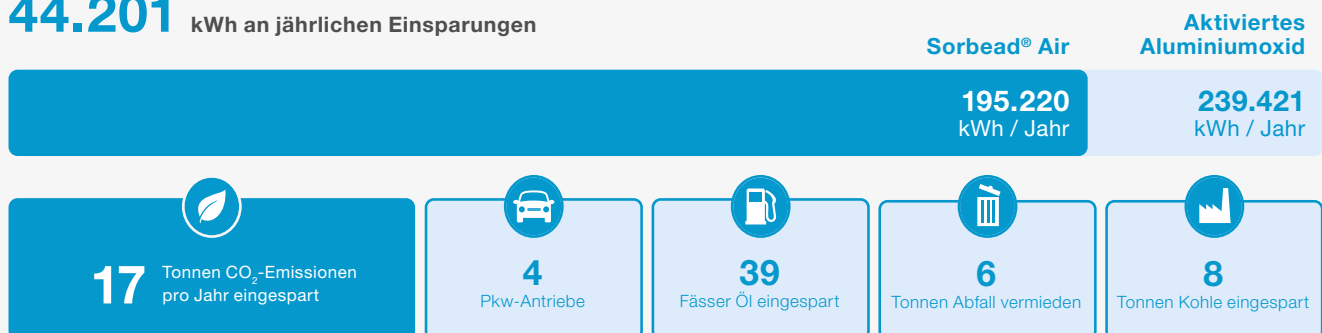 44.201 kWh an jährlichen Einsparungen
Sorbead® Air
Aktiviertes
Aluminiumoxid
195.220
kWh / Jahr
239.421
kWh / Jahr
17 Tonnen CO₂-Emissionen
pro Jahr eingespart
4
Pkw-Antriebe
39
Fässer Öl eingespart
6
Tonnen Abfall vermieden
8
Tonnen Kohle eingespart